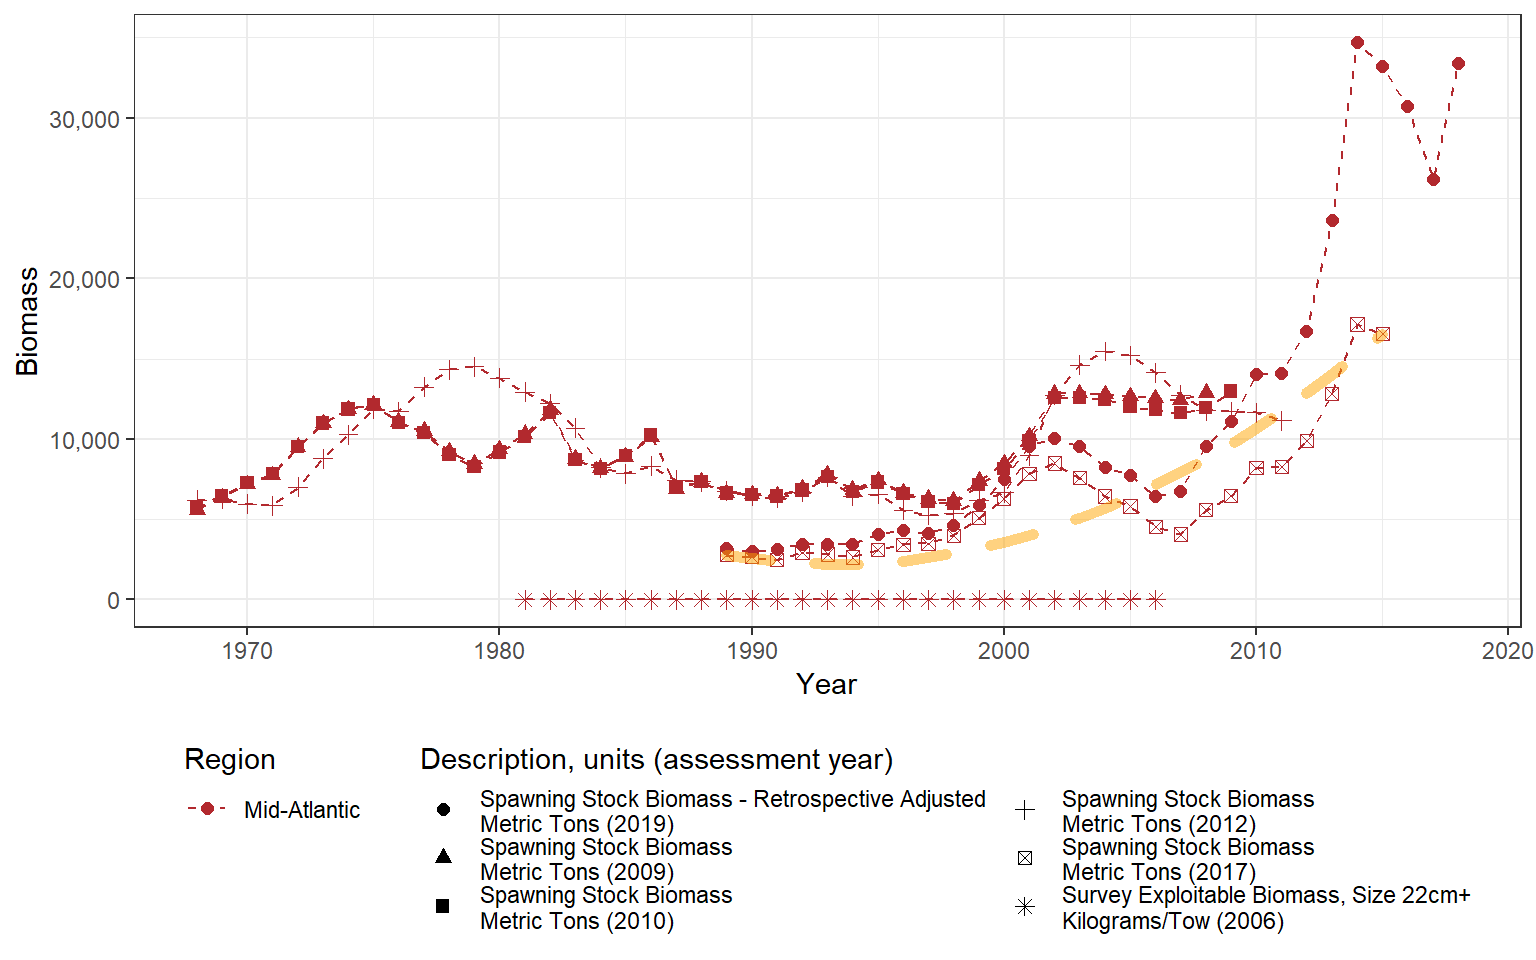 30,000
20,000
10,000
0
Biomass
1970
1980
1990
2000
2010
2020
Year
Region
Mid-Atlantic
Description, units (assessment year)
Spawning Stock Biomass - Retrospective Adjusted
Metric Tons (2019)
Spawning Stock Biomass
Metric Tons (2009)
Spawning Stock Biomass
Metric Tons (2010)
Spawning Stock Biomass
Metric Tons (2012)
Spawning Stock Biomass
Metric Tons (2017)
Survey Exploitable Biomass, Size 22cm+
Kilograms/Tow (2006)